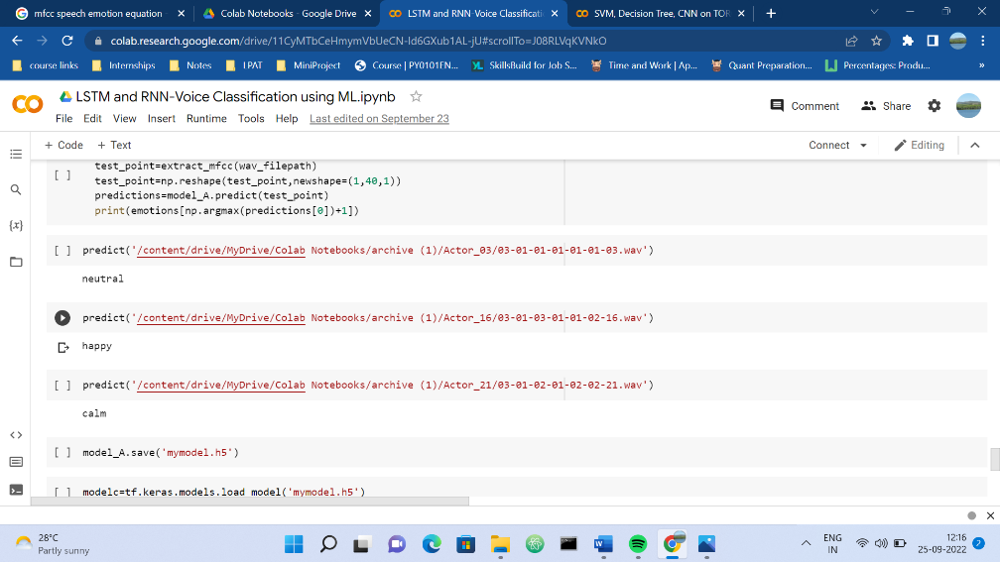 mfcc speech emotion equation
Colab Notebooks - Google Drive
LSTM and RNN-Voice Classificati
SVM, Decision Tree, CNN on TOR
colab.research.google.com/drive/11CyMTbCeHmymVbUeCN-Id6GXub1AL-jU#scrollTo=J08RLVqKVNkO
course links
Internships
Notes
LPAT
MiniProject
Course | PY0101EN...
SkillsBuild for Job S...
Time and Work | Ap...
Quant Preparation...
Percentages: Produ...
»
LSTM and RNN-Voice Classification using ML.ipynb
File Edit View Insert Runtime Tools Help Last edited on September 23
Comment
Share
+ Code + Text
Connect
Editing
test_point=extract_mfcc(wav_filepath)
[ ] test_point=np.reshape(test_point,newshape=(1,40,1))
predictions=model_A.predict(test_point)
print(emotions[np.argmax(predictions[0])+1])
[ ] predict('/content/drive/MyDrive/Colab Notebooks/archive (1)/Actor_03/03-01-01-01-01-01-03.wav')
neutral
predict('/content/drive/MyDrive/Colab Notebooks/archive (1)/Actor_16/03-01-03-01-01-02-16.wav')
happy
[ ] predict('/content/drive/MyDrive/Colab Notebooks/archive (1)/Actor_21/03-01-02-01-02-02-21.wav')
calm
[ ] model_A.save('mymodel.h5')
[ ] modelc=tf.keras.models.load_model('mymodel.h5')
28°C
Partly sunny
ENG
IN
12:16
25-09-2022
2